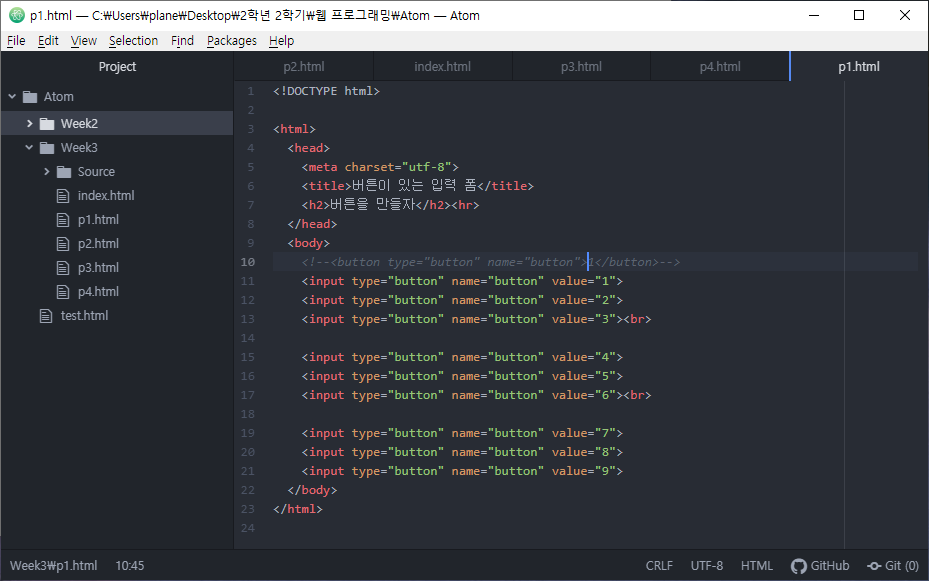 p1.html — C:₩Users₩plane₩Desktop₩2학년 2학기₩웹 프로그래밍₩Atom — Atom
File Edit View Selection Find Packages Help
Project
p2.html index.html p3.html p4.html p1.html
Atom
Week2
Week3
Source
index.html
p1.html
p2.html
p3.html
p4.html
test.html
1 <!DOCTYPE html>
2
3 <html>
4 <head>
5 <meta charset="utf-8">
6 <title>버튼이 있는 입력 폼</title>
7 <h2>버튼을 만들자</h2><hr>
8 </head>
9 <body>
10 <!--<button type="button" name="button">1</button>-->
11 <input type="button" name="button" value="1">
12 <input type="button" name="button" value="2">
13 <input type="button" name="button" value="3"><br>
14
15 <input type="button" name="button" value="4">
16 <input type="button" name="button" value="5">
17 <input type="button" name="button" value="6"><br>
18
19 <input type="button" name="button" value="7">
20 <input type="button" name="button" value="8">
21 <input type="button" name="button" value="9">
22 </body>
23 </html>
24
Week3₩p1.html 10:45 CRLF UTF-8 HTML GitHub Git (0)